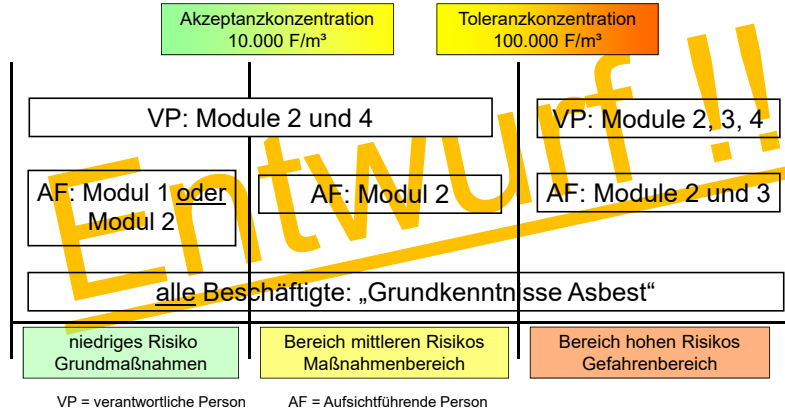 Akzeptanzkonzentration
10.000 F/m³
Toleranzkonzentration
100.000 F/m³
Entwurf !!
VP: Module 2 und 4
VP: Module 2, 3, 4
AF: Modul 1 oder
Modul 2
AF: Modul 2
AF: Module 2 und 3
alle Beschäftigte: „Grundkenntnisse Asbest“
niedriges Risiko
Grundmaßnahmen
Bereich mittleren Risikos
Maßnahmenbereich
Bereich hohen Risikos
Gefahrenbereich
VP = verantwortliche Person
AF = Aufsichtführende Person